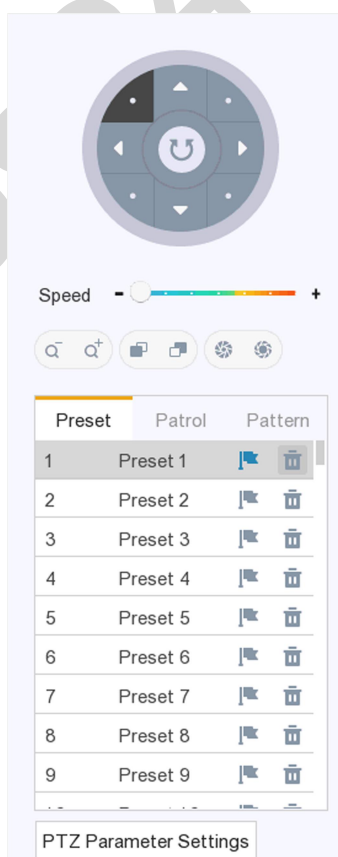 Speed - +
Preset Patrol Pattern
1 Preset 1
2 Preset 2
3 Preset 3
4 Preset 4
5 Preset 5
6 Preset 6
7 Preset 7
8 Preset 8
9 Preset 9
PTZ Parameter Settings